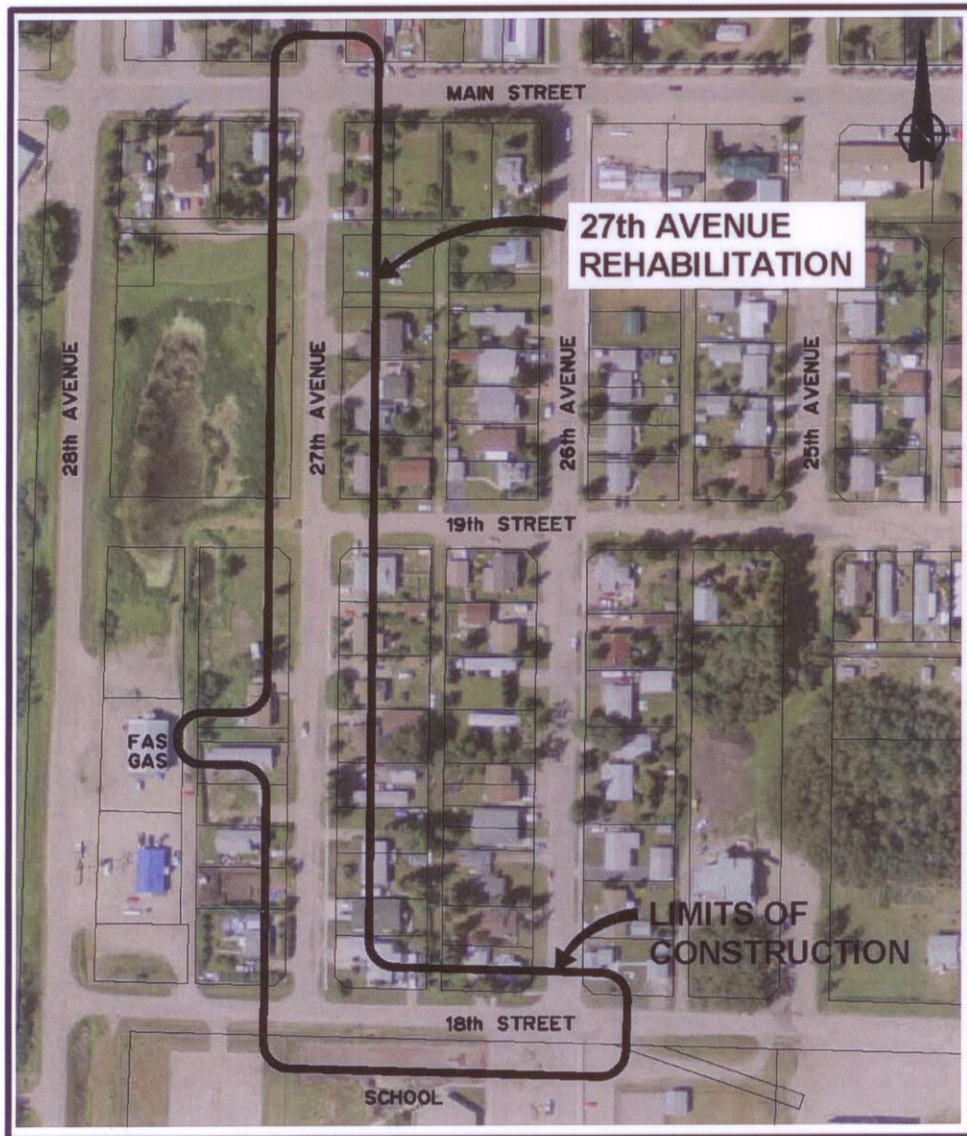 MAIN STREET
27th AVENUE
REHABILITATION
28th AVENUE
27th AVENUE
26th AVENUE
25th AVENUE
19th STREET
FAS
GAS
LIMITS OF
CONSTRUCTION
18th STREET
SCHOOL